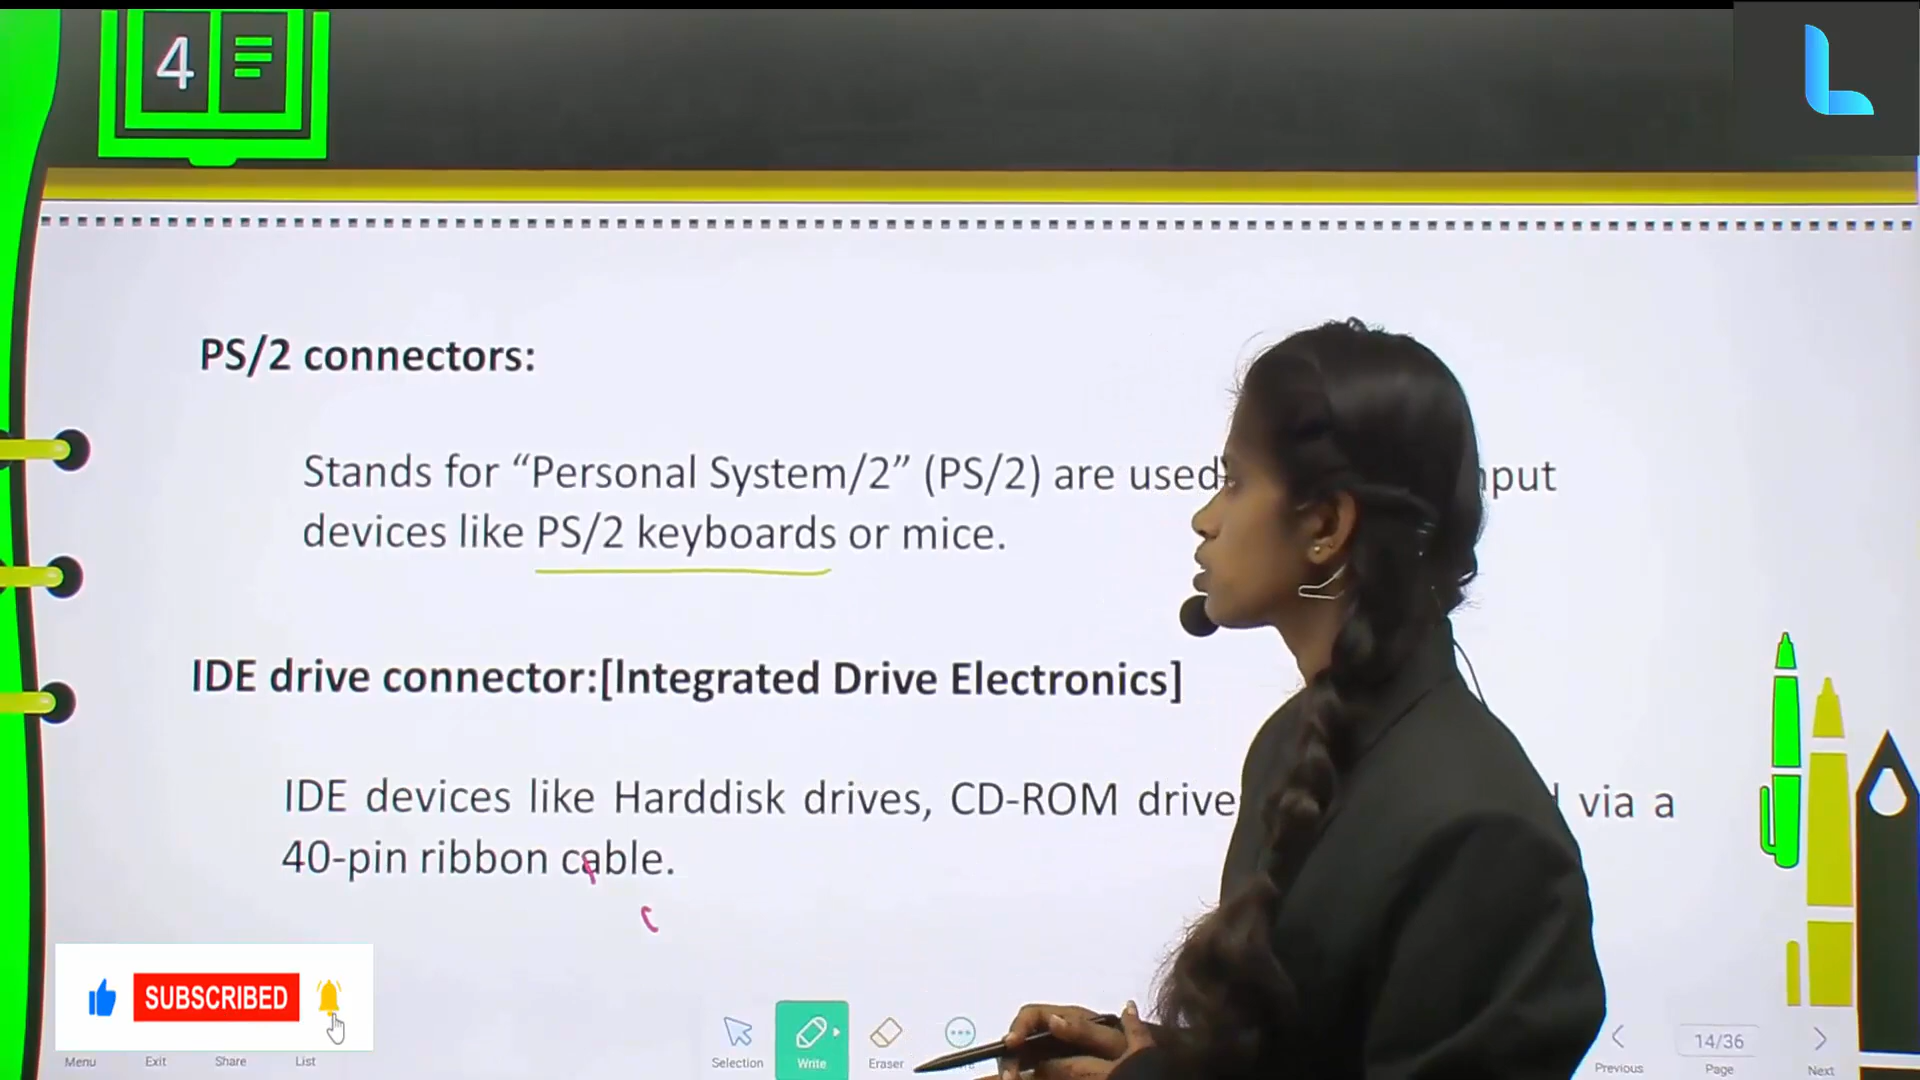 4
PS/2 connectors:
Stands for “Personal System/2” (PS/2) are used put
devices like PS/2 keyboards or mice.
IDE drive connector:[Integrated Drive Electronics]
IDE devices like Harddisk drives, CD-ROM drive via a
40-pin ribbon cable.
SUBSCRIBED
Menu Exit Share List Selection Write Eraser
14/36
Previous Page Next